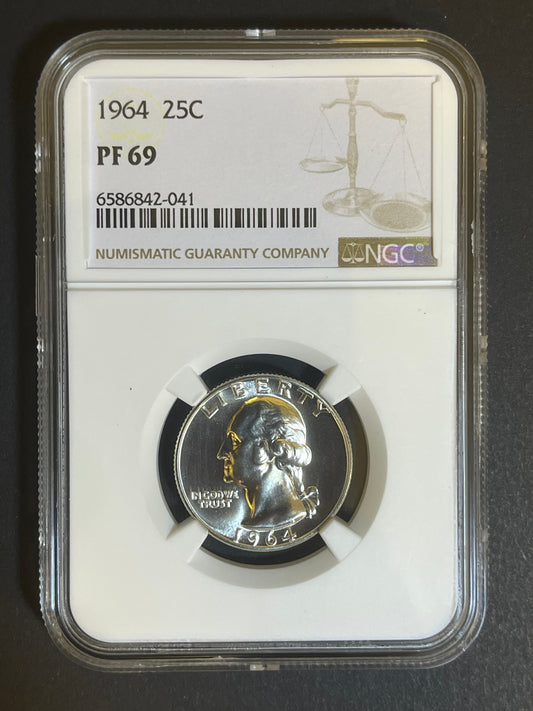 1964 25C
PF 69
6586842-041
NUMISMATIC GUARANTY COMPANY
NGC®
LIBERTY
IN GOD WE
TRUST
1964